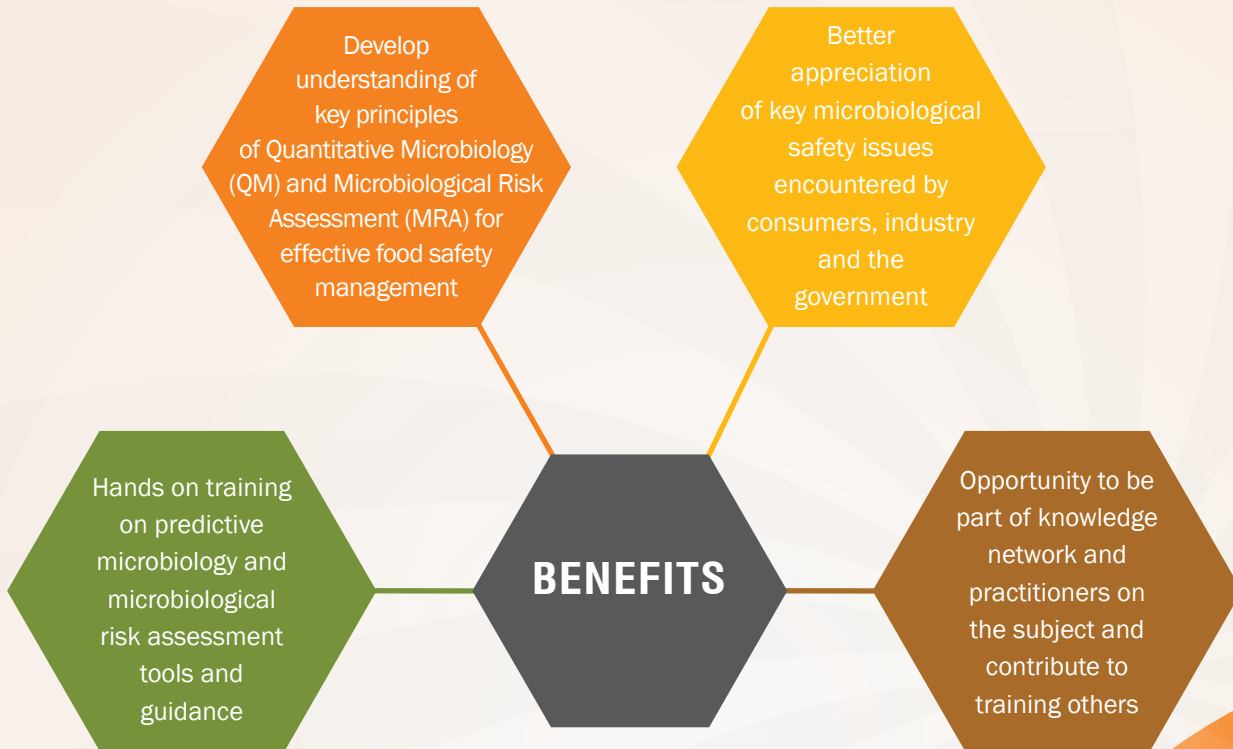 Develop
understanding of
key principles
of Quantitative Microbiology
(QM) and Microbiological Risk
Assessment (MRA) for
effective food safety
management
Better
appreciation
of key microbiological
safety issues
encountered by
consumers, industry
and the
government
Hands on training
on predictive
microbiology and
microbiological
risk assessment
tools and
guidance
BENEFITS
Opportunity to be
part of knowledge
network and
practitioners on
the subject and
contribute to
training others